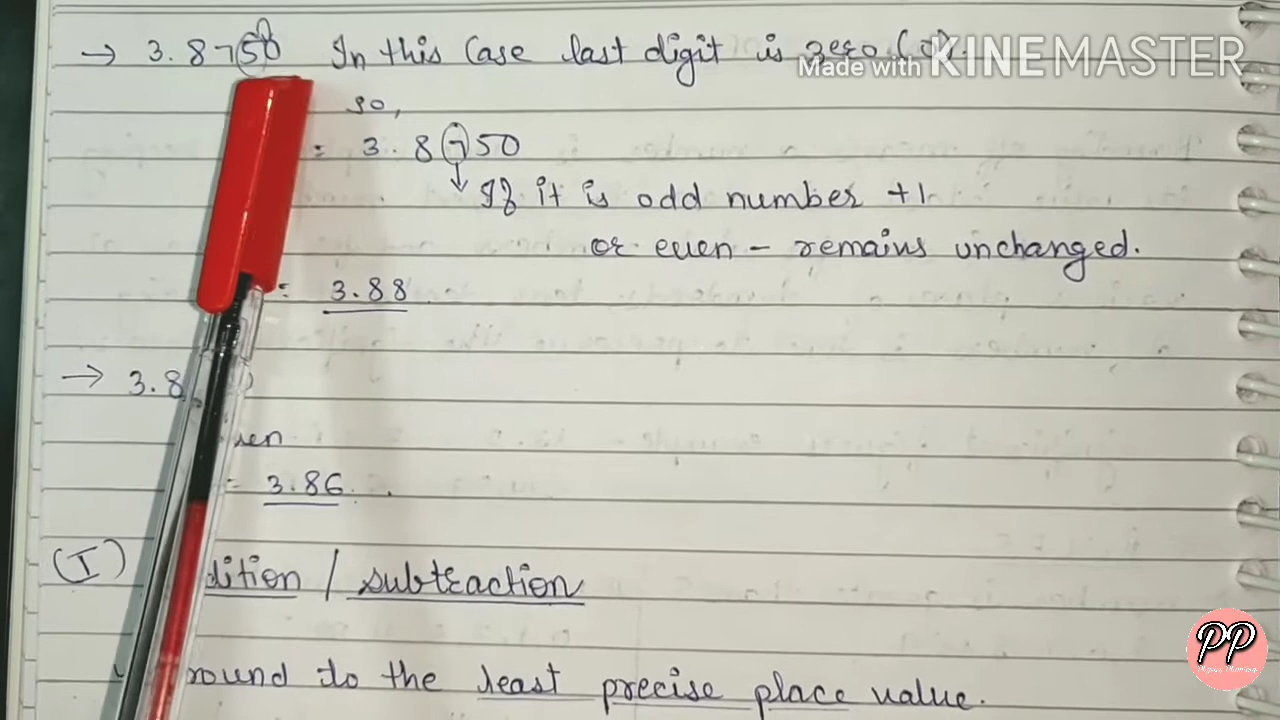 → 3.8750 In this Case last digit is zero (0).
Made with KINEMASTER
so,
= 3.8750
↓ If it is odd number +1
or even - remains unchanged.
= 3.88
→ 3.8
= 3.86.
(I) dition / subtraction
round to the least precise place value.
PP